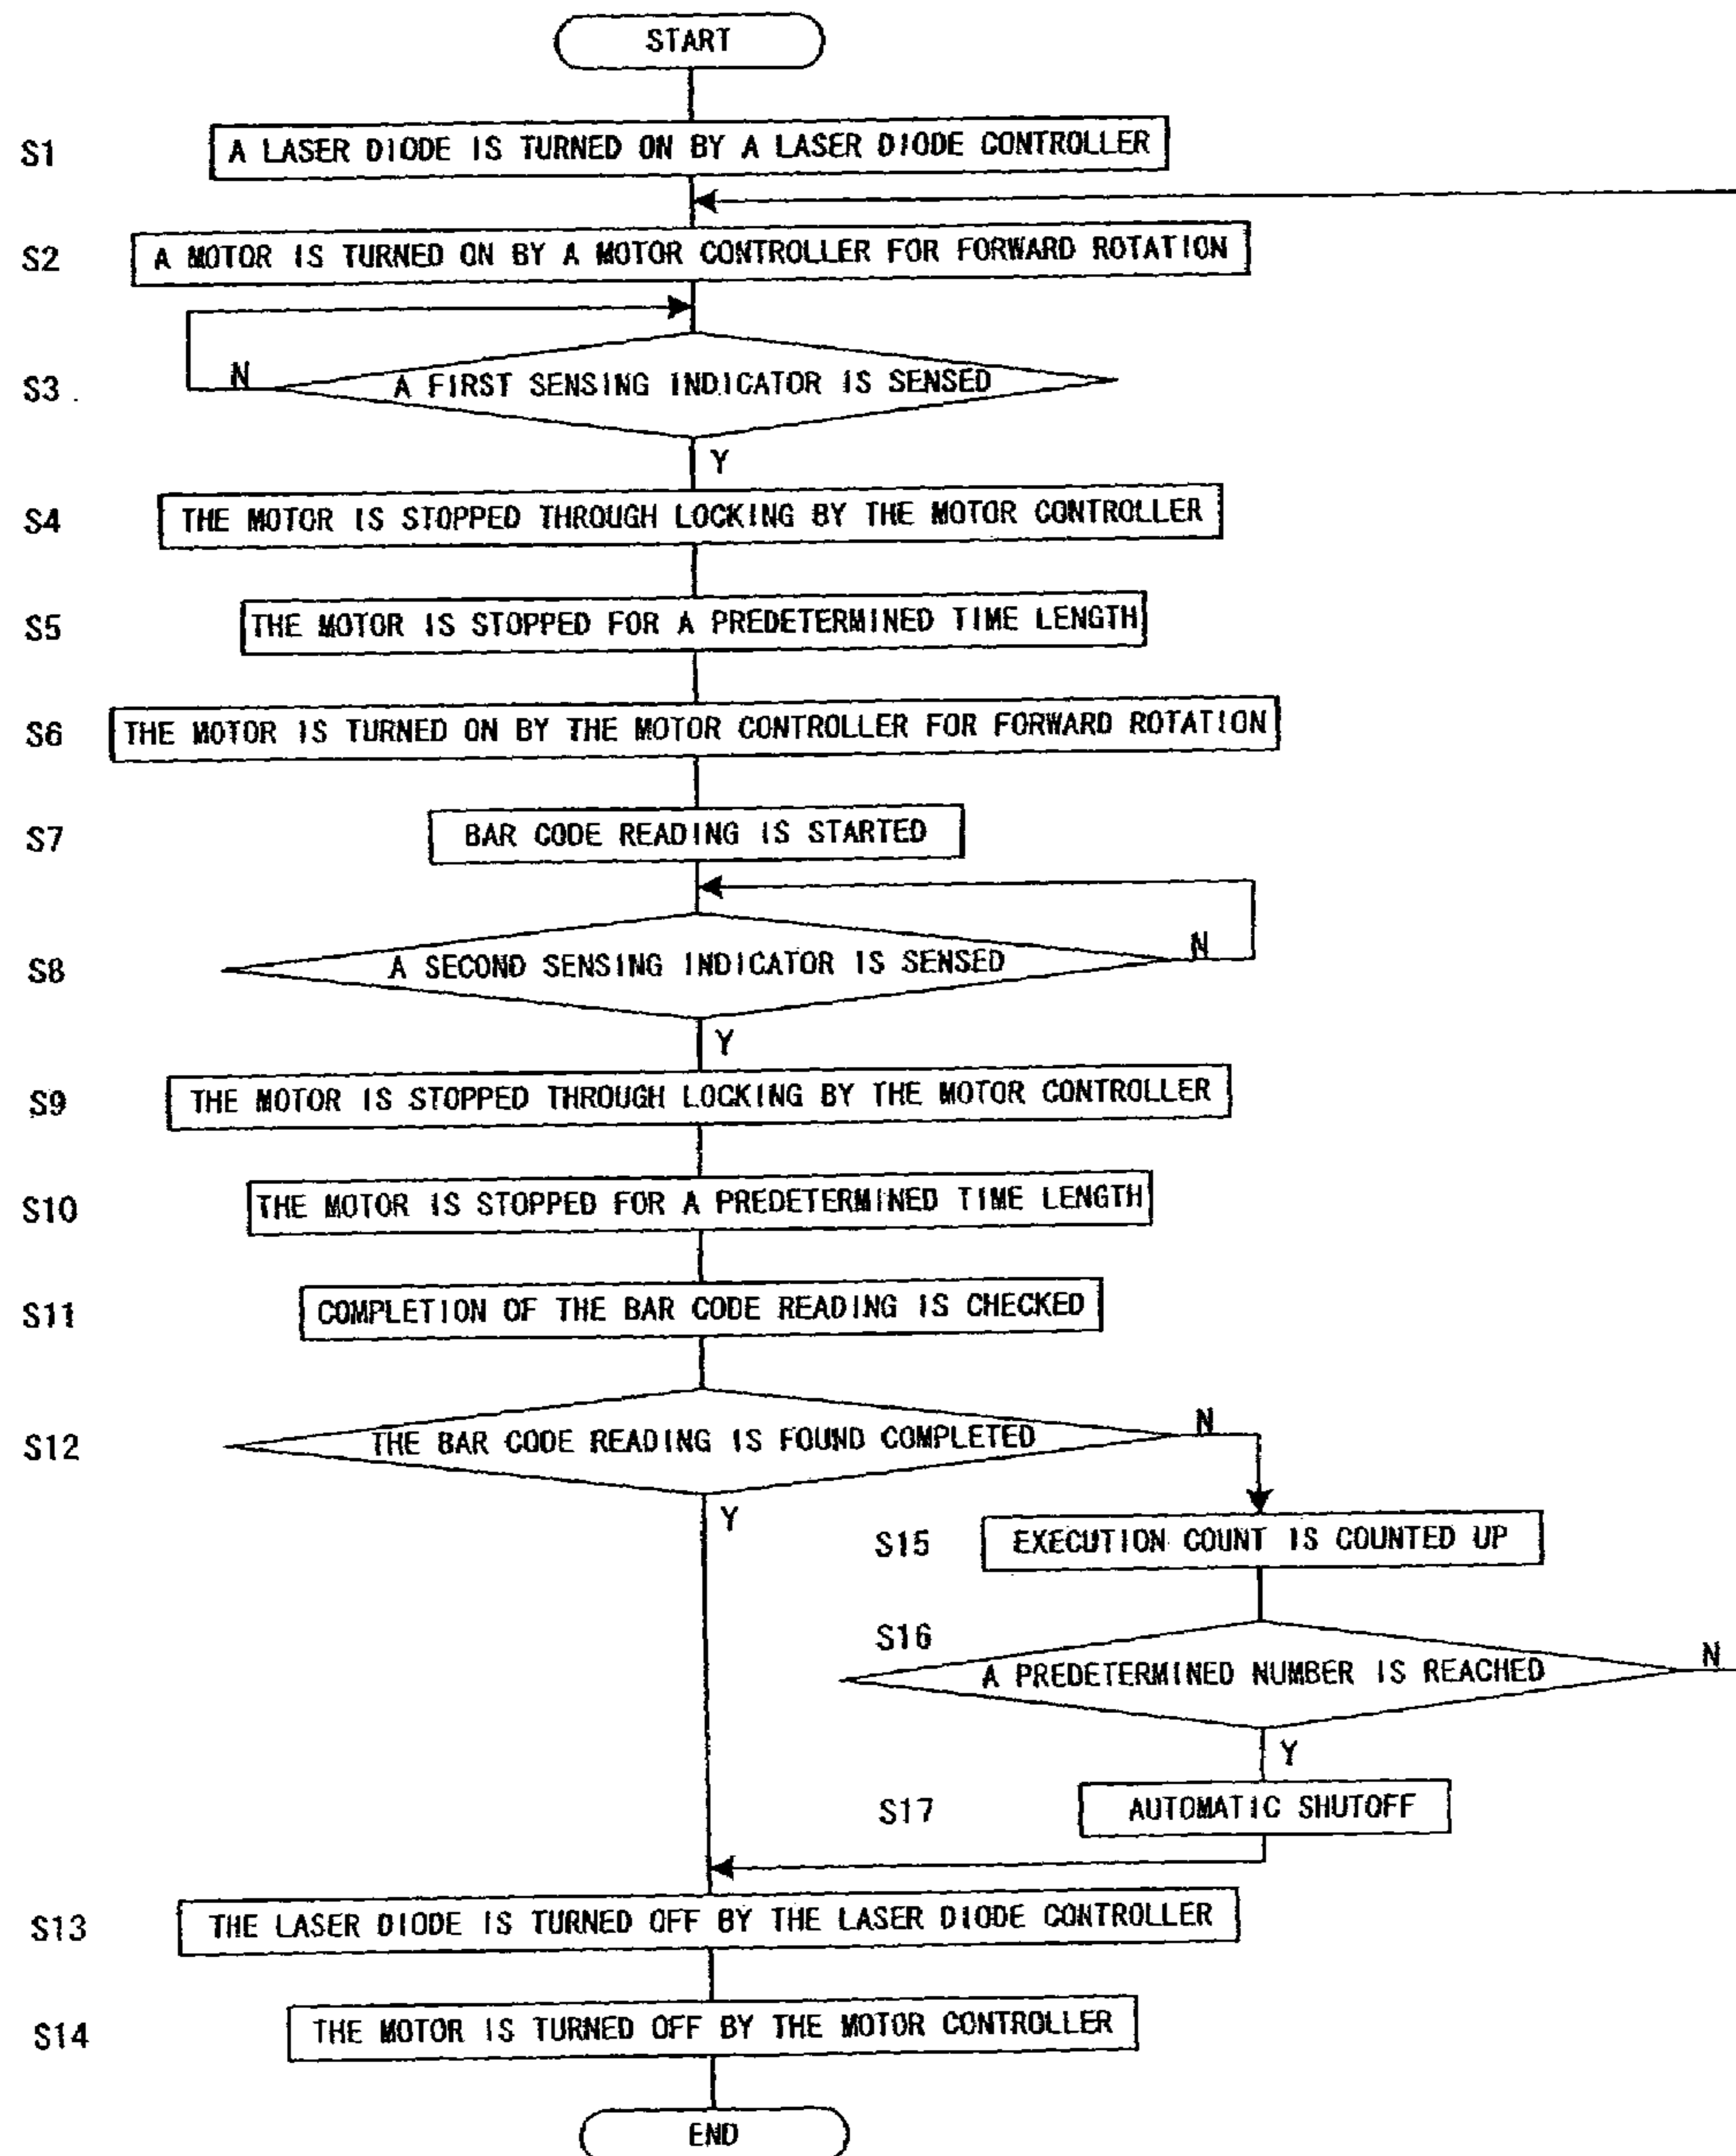 START
S1
A LASER DIODE IS TURNED ON BY A LASER DIODE CONTROLLER
S2
A MOTOR IS TURNED ON BY A MOTOR CONTROLLER FOR FORWARD ROTATION
N
S3
A FIRST SENSING INDICATOR IS SENSED
Y
S4
THE MOTOR IS STOPPED THROUGH LOCKING BY THE MOTOR CONTROLLER
S5
THE MOTOR IS STOPPED FOR A PREDETERMINED TIME LENGTH
S6
THE MOTOR IS TURNED ON BY THE MOTOR CONTROLLER FOR FORWARD ROTATION
S7
BAR CODE READING IS STARTED
S8
A SECOND SENSING INDICATOR IS SENSED
N
Y
S9
THE MOTOR IS STOPPED THROUGH LOCKING BY THE MOTOR CONTROLLER
S10
THE MOTOR IS STOPPED FOR A PREDETERMINED TIME LENGTH
S11
COMPLETION OF THE BAR CODE READING IS CHECKED
S12
THE BAR CODE READING IS FOUND COMPLETED
N
Y
S15
EXECUTION COUNT IS COUNTED UP
S16
A PREDETERMINED NUMBER IS REACHED
N
Y
S17
AUTOMATIC SHUTOFF
S13
THE LASER DIODE IS TURNED OFF BY THE LASER DIODE CONTROLLER
S14
THE MOTOR IS TURNED OFF BY THE MOTOR CONTROLLER
END